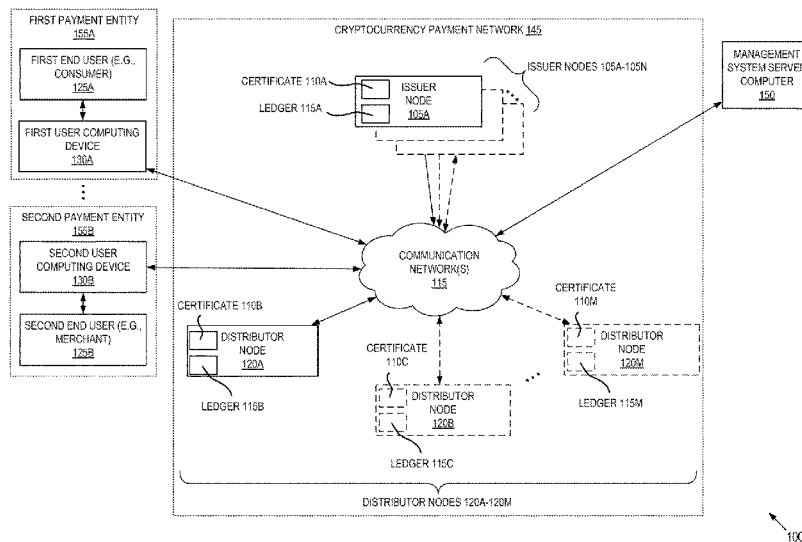 FIRST PAYMENT ENTITY
155A
FIRST END USER (E.G.,
CONSUMER)
125A
FIRST USER COMPUTING
DEVICE
130A
SECOND PAYMENT ENTITY
155B
SECOND USER
COMPUTING DEVICE
130B
SECOND END USER (E.G.,
MERCHANT)
125B
CRYPTOCURRENCY PAYMENT NETWORK 145
CERTIFICATE 110A
LEDGER 115A
ISSUER
NODE
105A
ISSUER NODES 105A-105N
MANAGEMENT
SYSTEM SERVER
COMPUTER
150
COMMUNICATION
NETWORK(S)
115
CERTIFICATE 110B
DISTRIBUTOR
NODE
120A
LEDGER 115B
CERTIFICATE
110C
DISTRIBUTOR
NODE
120B
LEDGER 115C
CERTIFICATE
110M
DISTRIBUTOR
NODE
120M
LEDGER 115M
DISTRIBUTOR NODES 120A-120M
100